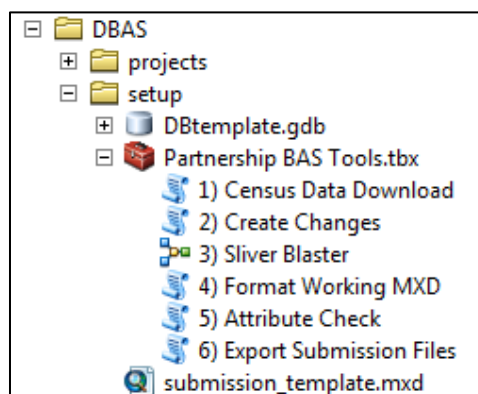 DBAS
projects
setup
DBtemplate.gdb
Partnership BAS Tools.tbx
1) Census Data Download
2) Create Changes
3) Sliver Blaster
4) Format Working MXD
5) Attribute Check
6) Export Submission Files
submission_template.mxd